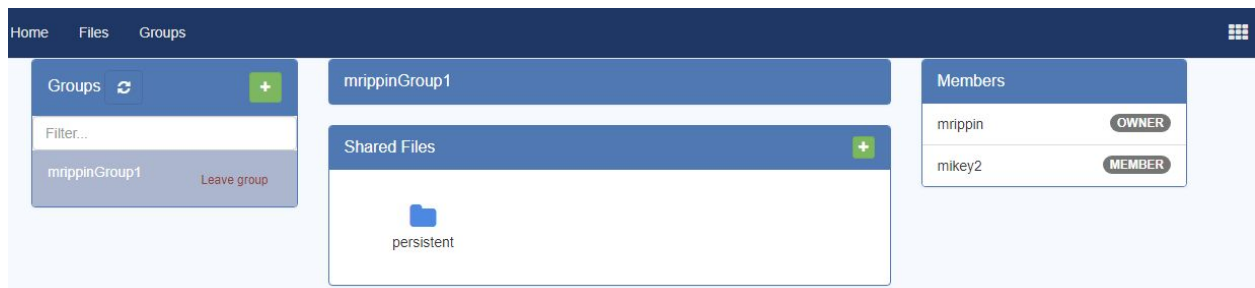 Home Files Groups
Groups
Filter...
mrippinGroup1 Leave group
mrippinGroup1
Shared Files
persistent
Members
mrippin OWNER
mikey2 MEMBER